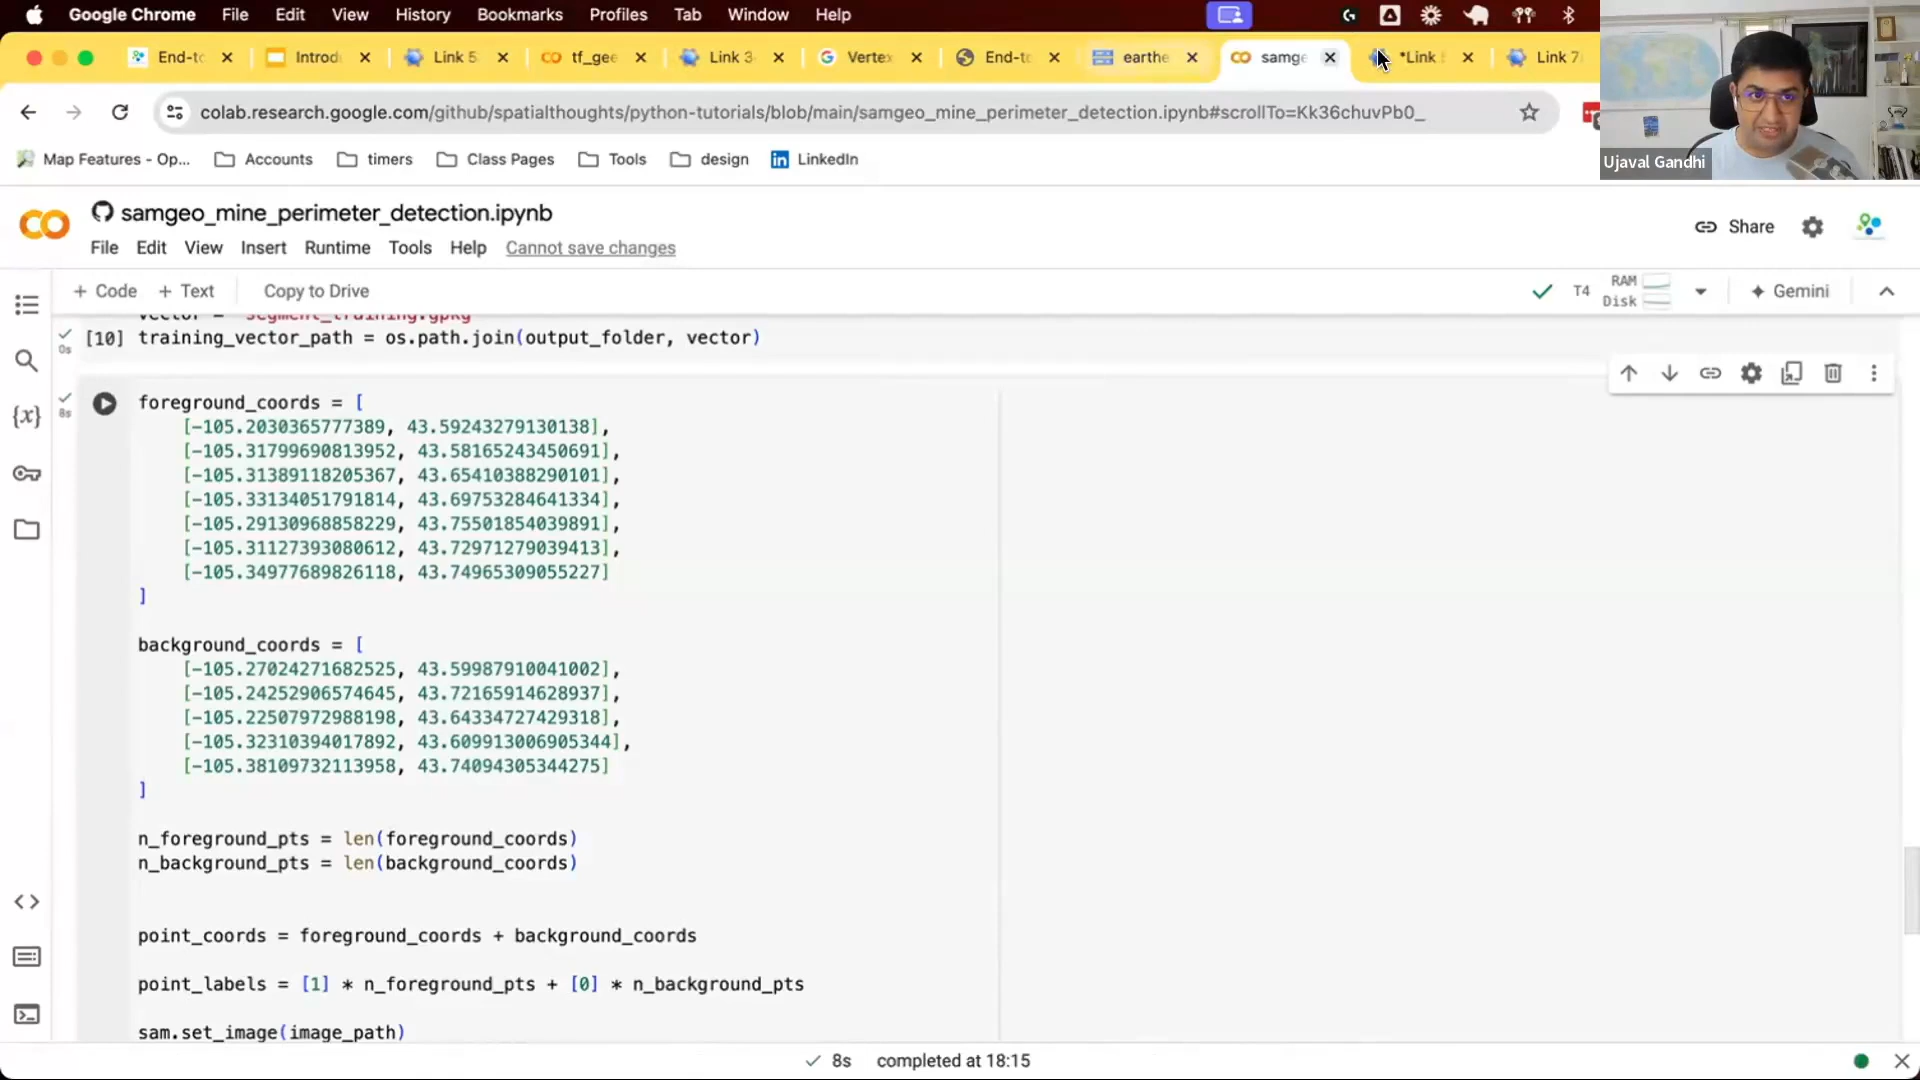 Google Chrome File Edit View History Bookmarks Profiles Tab Window Help
End-to Introd Link 5 tf_gee Link 3 Vertex End-to earthe samge *Link Link 7
colab.research.google.com/github/spatialthoughts/python-tutorials/blob/main/samgeo_mine_perimeter_detection.ipynb#scrollTo=Kk36chuvPb0_
Map Features - Op... Accounts timers Class Pages Tools design LinkedIn
Ujaval Gandhi
samgeo_mine_perimeter_detection.ipynb
Share
File Edit View Insert Runtime Tools Help Cannot save changes
+ Code + Text Copy to Drive T4 RAM Disk Gemini
vector = "segment_training.gpkg"
0s [10] training_vector_path = os.path.join(output_folder, vector)
8s foreground_coords = [
[-105.2030365777389, 43.59243279130138],
[-105.31799690813952, 43.58165243450691],
[-105.31389118205367, 43.65410388290101],
[-105.33134051791814, 43.69753284641334],
[-105.29130968858229, 43.75501854039891],
[-105.31127393080612, 43.72971279039413],
[-105.34977689826118, 43.74965309055227]
]
background_coords = [
[-105.27024271682525, 43.59987910041002],
[-105.24252906574645, 43.72165914628937],
[-105.22507972988198, 43.64334727429318],
[-105.32310394017892, 43.609913006905344],
[-105.38109732113958, 43.74094305344275]
]
n_foreground_pts = len(foreground_coords)
n_background_pts = len(background_coords)
point_coords = foreground_coords + background_coords
point_labels = [1] * n_foreground_pts + [0] * n_background_pts
sam.set_image(image_path)
8s completed at 18:15